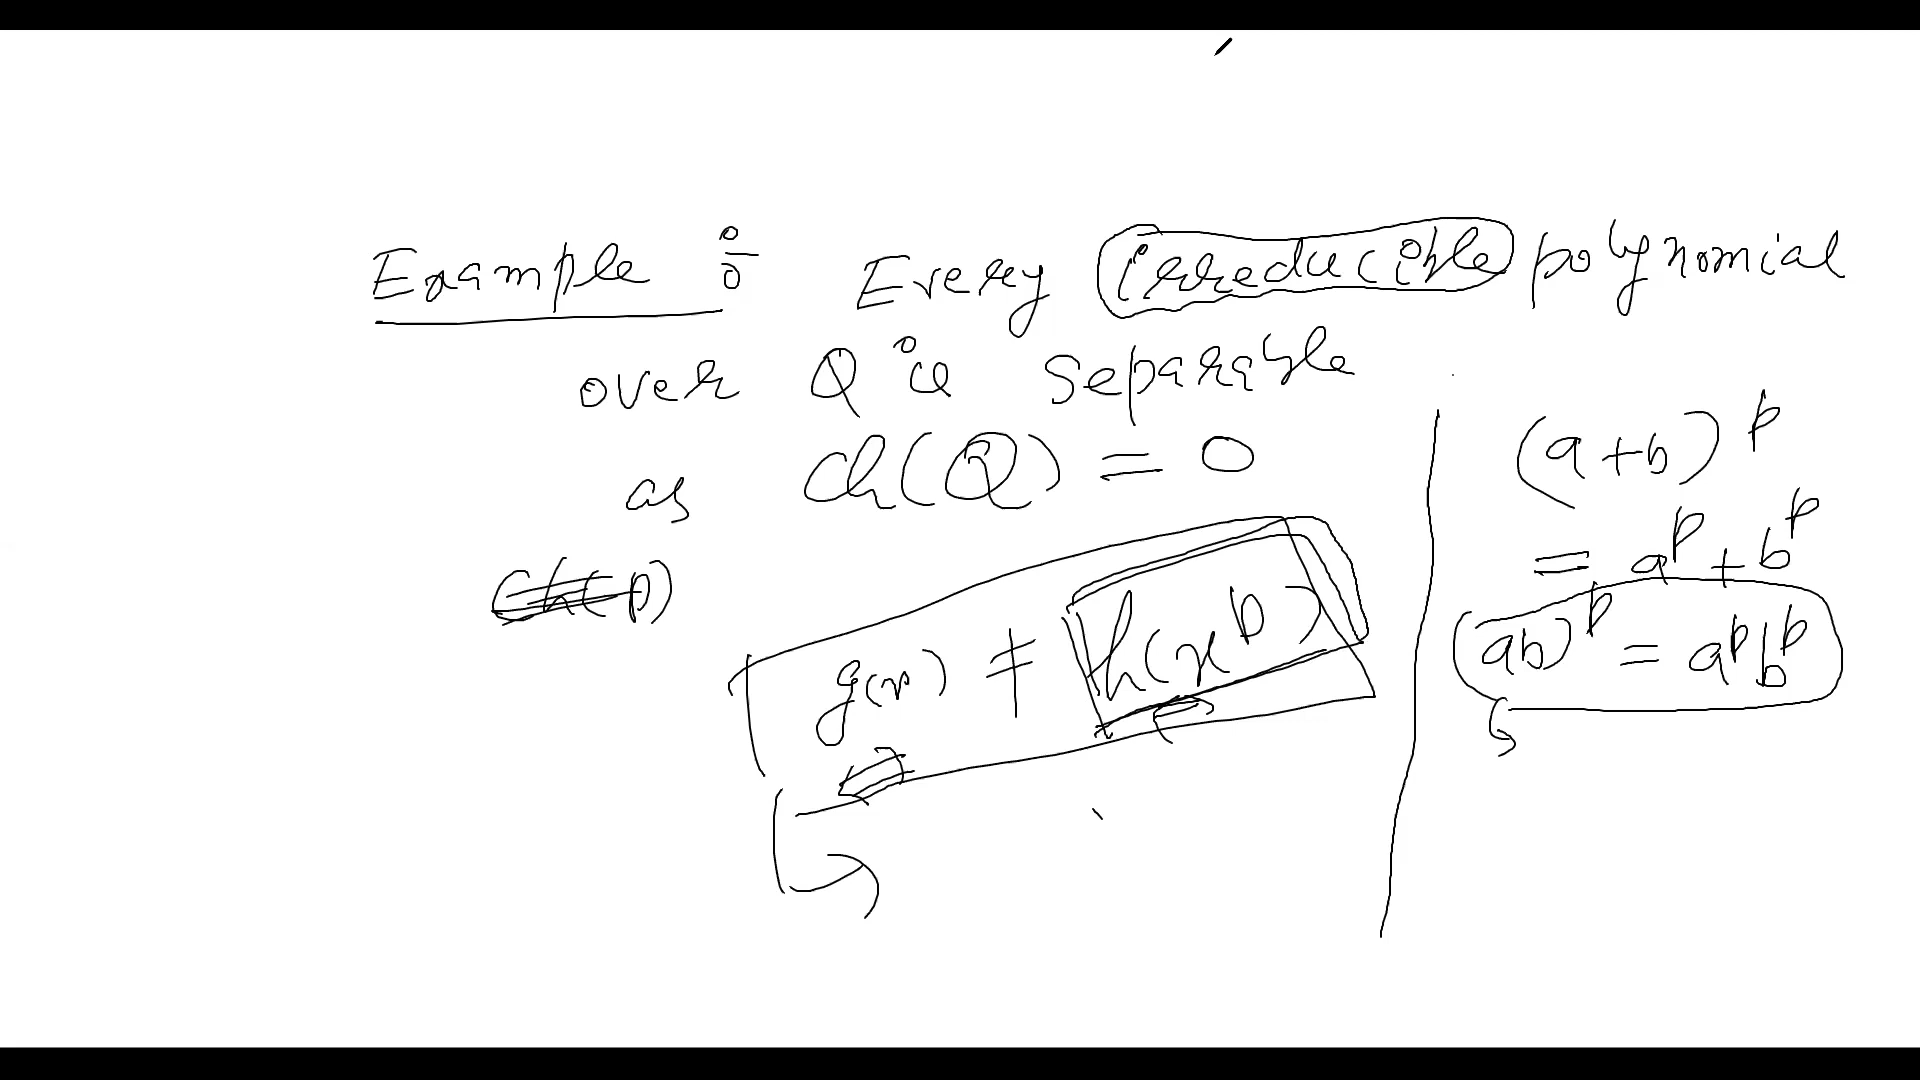 Example : Every irreducible polynomial
over Q is separable
as ch(Q) = 0
ch(p)
g(x) ≠ h(x^p)
(a+b)^p
= a^p + b^p
(ab)^p = a^p b^p